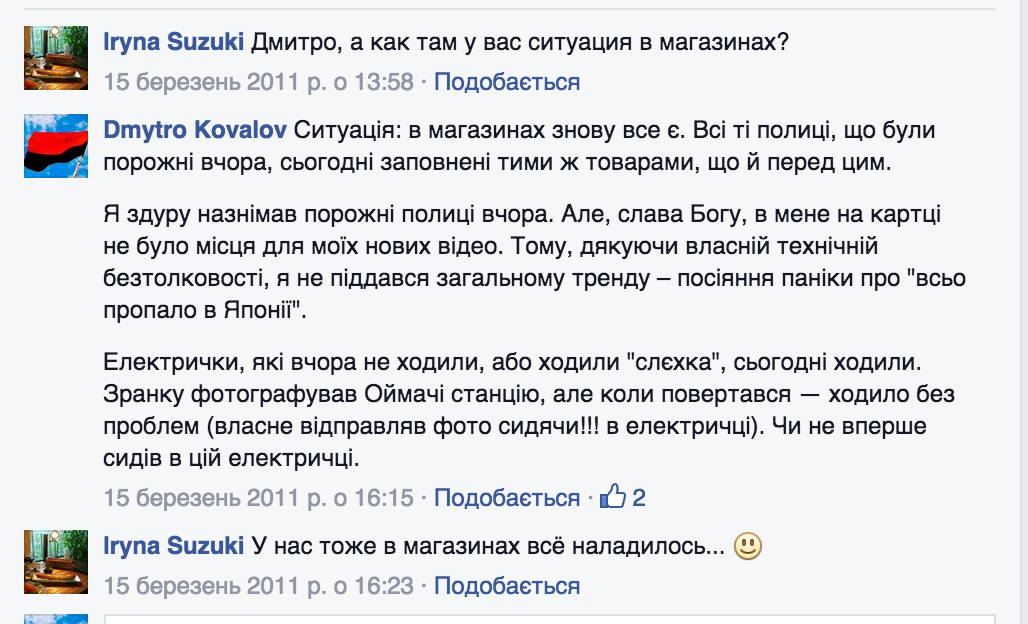 Iryna Suzuki Дмитро, а как там у вас ситуация в магазинах?
15 березень 2011 р. о 13:58 · Подобається
Dmytro Kovalov Ситуація: в магазинах знову все є. Всі ті полиці, що були
порожні вчора, сьогодні заповнені тими ж товарами, що й перед цим.
Я здуру назнімав порожні полиці вчора. Але, слава Богу, в мене на картці
не було місця для моїх нових відео. Тому, дякуючи власній технічній
безтолковості, я не піддався загальному тренду – посіяння паніки про "всьо
пропало в Японії".
Електрички, які вчора не ходили, або ходили "слєхка", сьогодні ходили.
Зранку фотографував Оймачі станцію, але коли повертався — ходило без
проблем (власне відправляв фото сидячи!!! в електричці). Чи не вперше
сидів в цій електричці.
15 березень 2011 р. о 16:15 · Подобається · 2
Iryna Suzuki У нас тоже в магазинах всё наладилось...
15 березень 2011 р. о 16:23 · Подобається